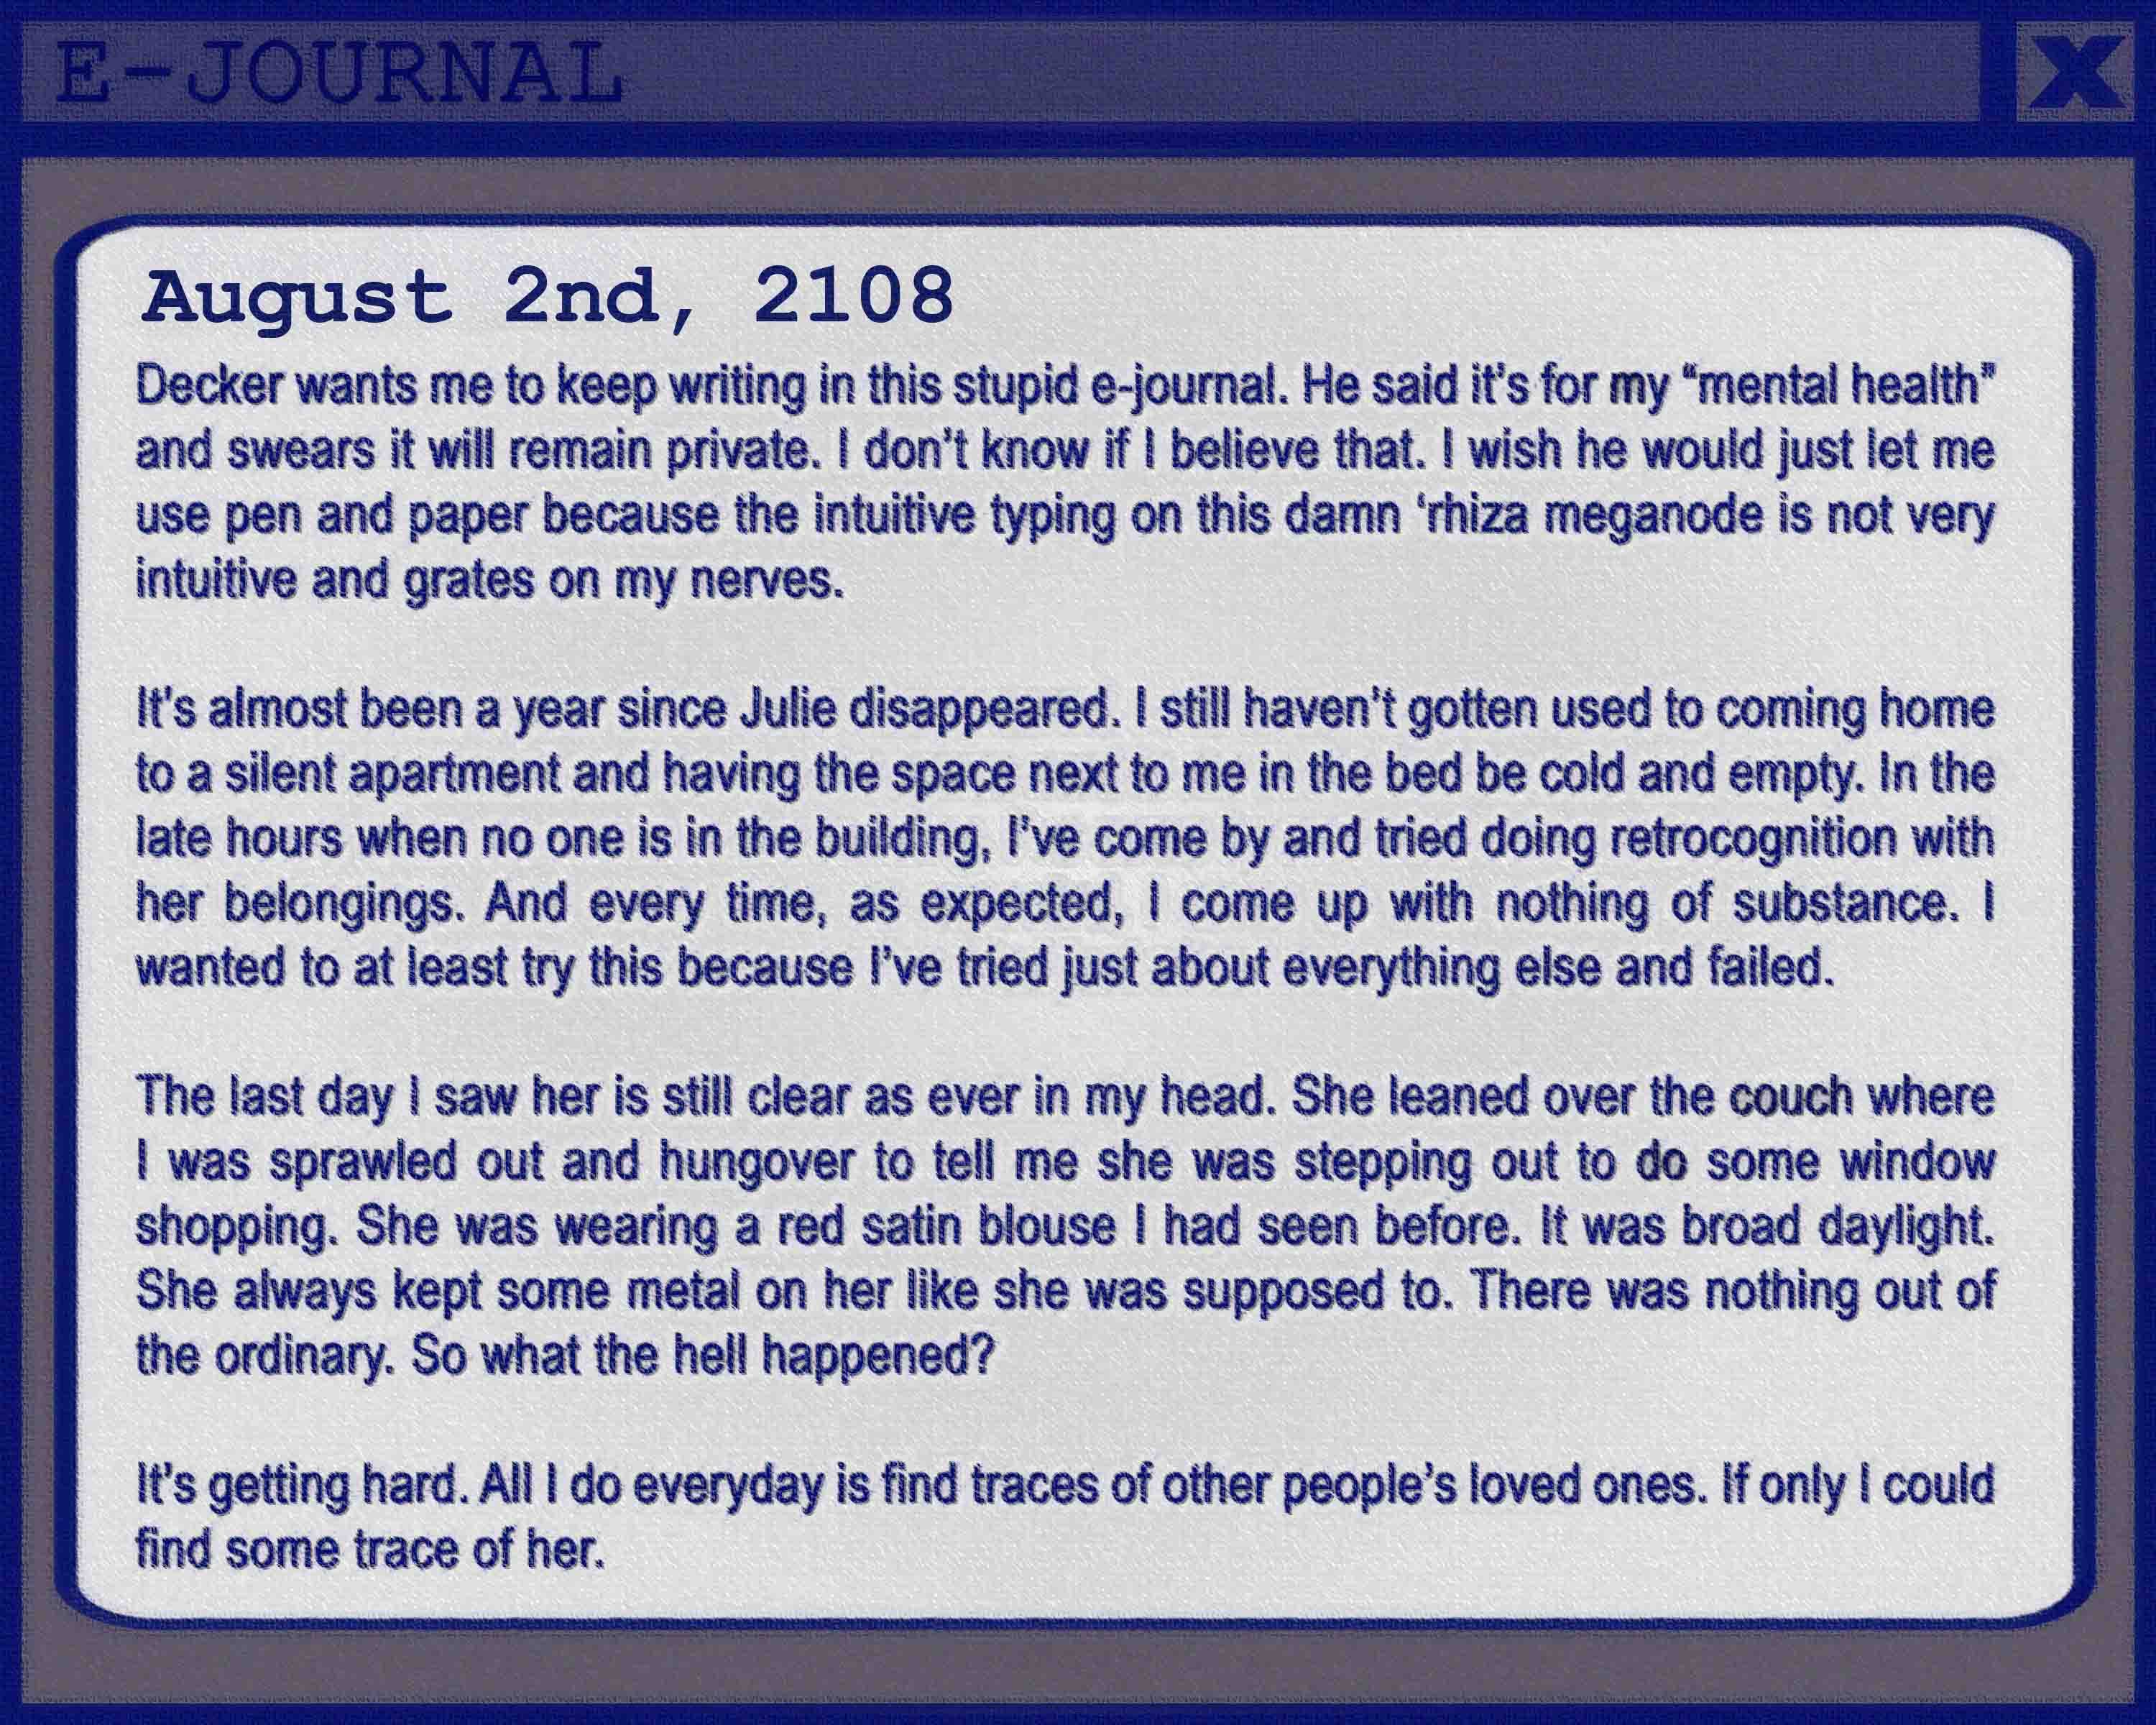 E-JOURNAL X
August 2nd, 2108
Decker wants me to keep writing in this stupid e-journal. He said it's for my “mental health”
and swears it will remain private. I don't know if I believe that. I wish he would just let me
use pen and paper because the intuitive typing on this damn ‘rhiza meganode is not very
intuitive and grates on my nerves.
It's almost been a year since Julie disappeared. I still haven't gotten used to coming home
to a silent apartment and having the space next to me in the bed be cold and empty. In the
late hours when no one is in the building, I've come by and tried doing retrocognition with
her belongings. And every time, as expected, I come up with nothing of substance. I
wanted to at least try this because I've tried just about everything else and failed.
The last day I saw her is still clear as ever in my head. She leaned over the couch where
I was sprawled out and hungover to tell me she was stepping out to do some window
shopping. She was wearing a red satin blouse I had seen before. It was broad daylight.
She always kept some metal on her like she was supposed to. There was nothing out of
the ordinary. So what the hell happened?
It's getting hard. All I do everyday is find traces of other people's loved ones. If only I could
find some trace of her.